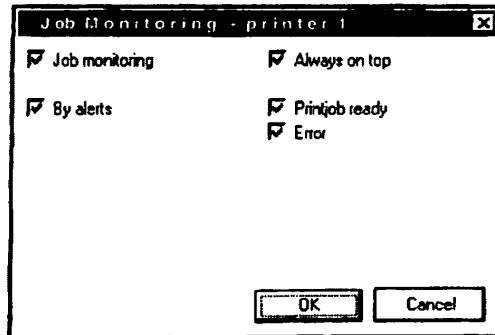 Job Monitoring - printer 1
Job monitoring Always on top
By alerts Printjob ready
Error
OK Cancel